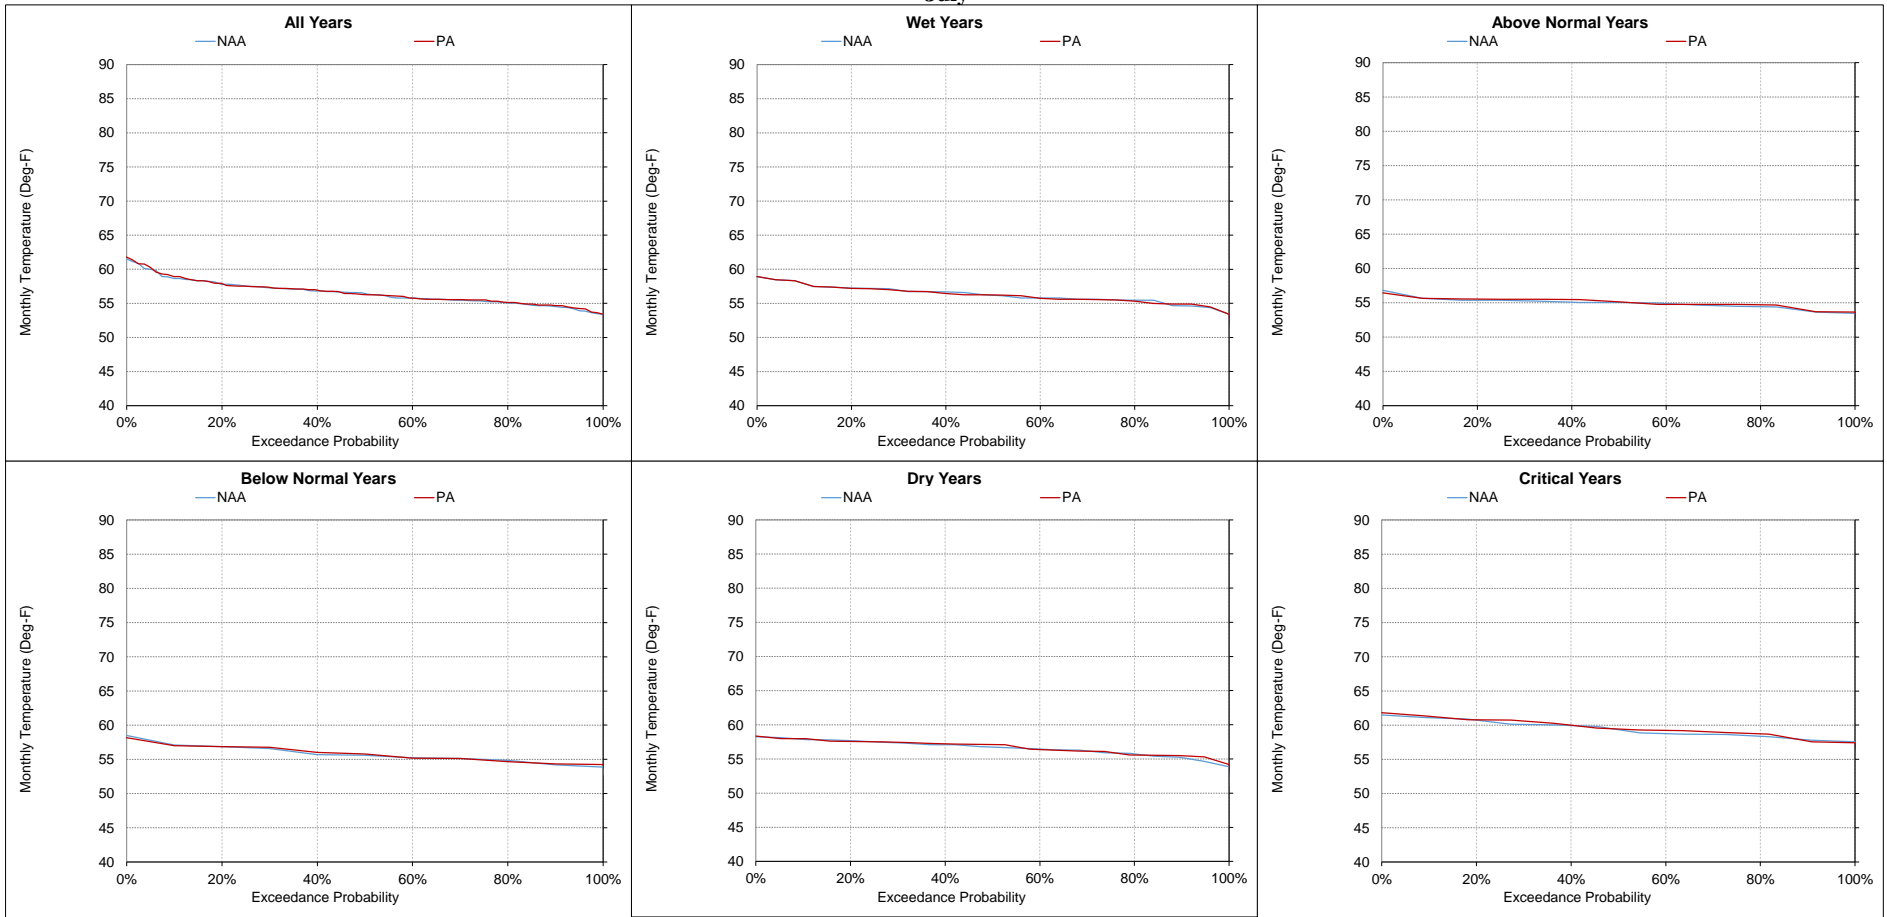 All Years
NAA PA
90
85
80
75
70
65
60
55
50
45
40
Monthly Temperature (Deg-F)
0% 20% 40% 60% 80% 100%
Exceedance Probability
Wet Years
NAA PA
90
85
80
75
70
65
60
55
50
45
40
Monthly Temperature (Deg-F)
0% 20% 40% 60% 80% 100%
Exceedance Probability
Above Normal Years
NAA PA
90
85
80
75
70
65
60
55
50
45
40
Monthly Temperature (Deg-F)
0% 20% 40% 60% 80% 100%
Exceedance Probability
Below Normal Years
NAA PA
90
85
80
75
70
65
60
55
50
45
40
Monthly Temperature (Deg-F)
0% 20% 40% 60% 80% 100%
Exceedance Probability
Dry Years
NAA PA
90
85
80
75
70
65
60
55
50
45
40
Monthly Temperature (Deg-F)
0% 20% 40% 60% 80% 100%
Exceedance Probability
Critical Years
NAA PA
90
85
80
75
70
65
60
55
50
45
40
Monthly Temperature (Deg-F)
0% 20% 40% 60% 80% 100%
Exceedance Probability